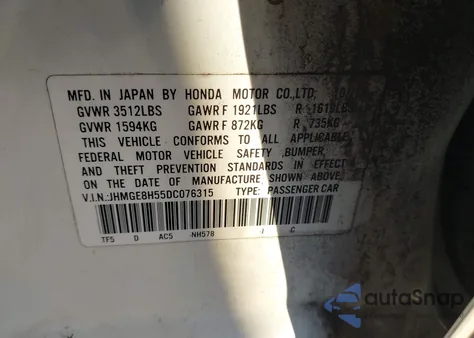 MFD. IN JAPAN BY HONDA MOTOR CO.,LTD.
GVWR 3512LBS GAWR F 1921LBS R
GVWR 1594KG GAWR F 872KG R 735KG
THIS VEHICLE CONFORMS TO ALL
FEDERAL MOTOR VEHICLE SAFETY ,BUMPER,
AND THEFT PREVENTION STANDARDS IN EFFECT
ON THE DATE OF MANUFACTURE SHOWN ABOVE.
V.I.N.:JHMGE8H55DC076315 TYPE: PASSENGER CAR
TF5 D AC5 NH578 C
autoSnap